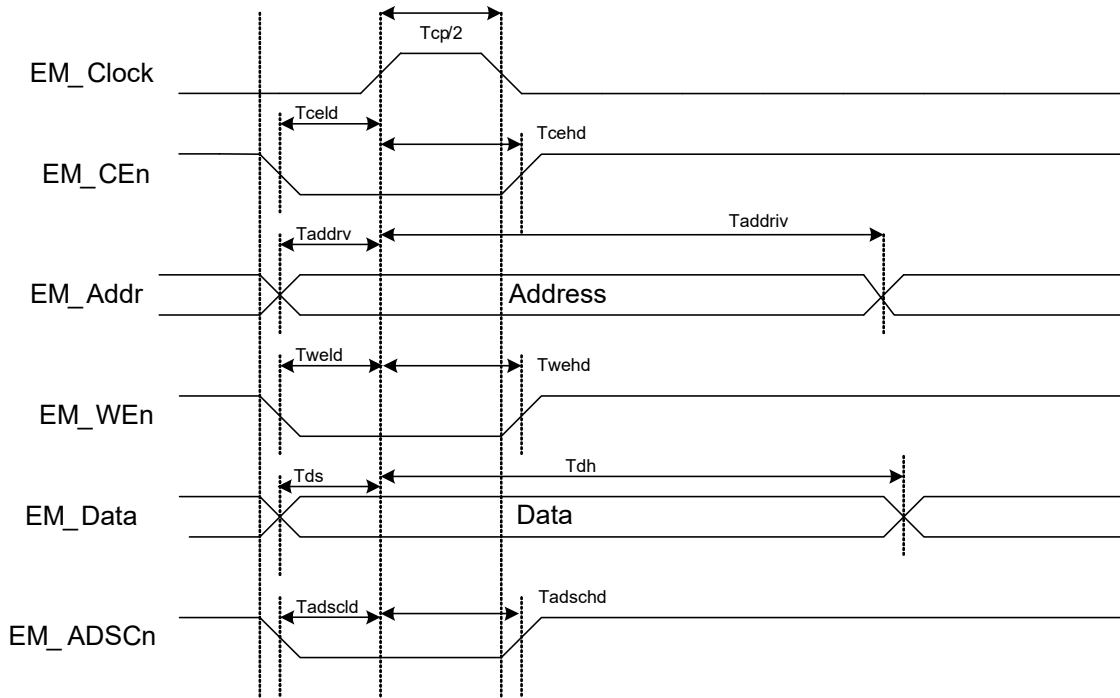 Tcp/2
EM_Clock
Tceld
Tcehd
EM_CEn
Taddrv
Taddriv
EM_Addr
Address
Tweld
Twehd
EM_WEn
Tds
Tdh
EM_Data
Data
Tadscld
Tadschd
EM_ADSCn